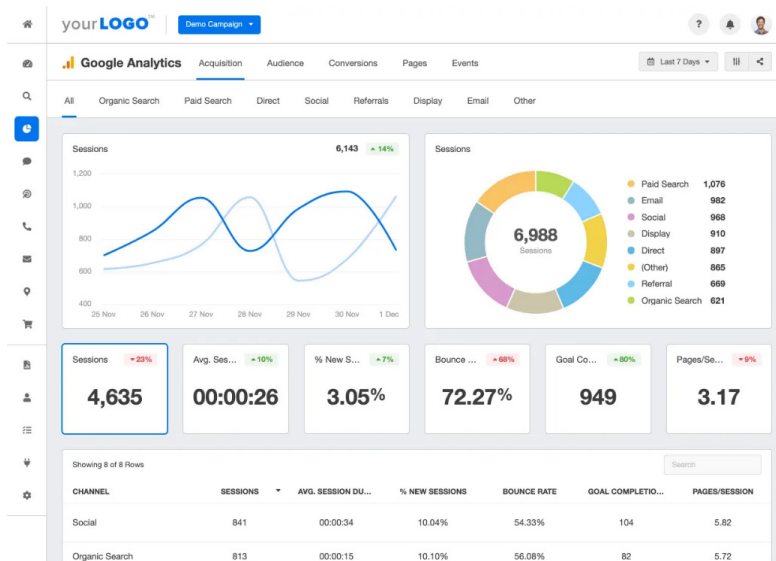 yourLOGO™ Demo Campaign ?
Google Analytics Acquisition Audience Conversions Pages Events Last 7 Days
All Organic Search Paid Search Direct Social Referrals Display Email Other
Sessions 6,143 14%
1,200
1,000
800
600
400
25 Nov 26 Nov 27 Nov 28 Nov 29 Nov 30 Nov 1 Dec
Sessions
6,988
Sessions
Paid Search 1,076
Email 982
Social 968
Display 910
Direct 897
(Other) 865
Referral 669
Organic Search 621
Sessions 23%
4,635
Avg. Ses... 10%
00:00:26
% New S... 7%
3.05%
Bounce ... 68%
72.27%
Goal Co... 80%
949
Pages/Se... 9%
3.17
Showing 8 of 8 Rows Search
CHANNEL SESSIONS AVG. SESSION DU... % NEW SESSIONS BOUNCE RATE GOAL COMPLETIO... PAGES/SESSION
Social 841 00:00:34 10.04% 54.33% 104 5.82
Organic Search 813 00:00:15 10.10% 56.08% 82 5.72